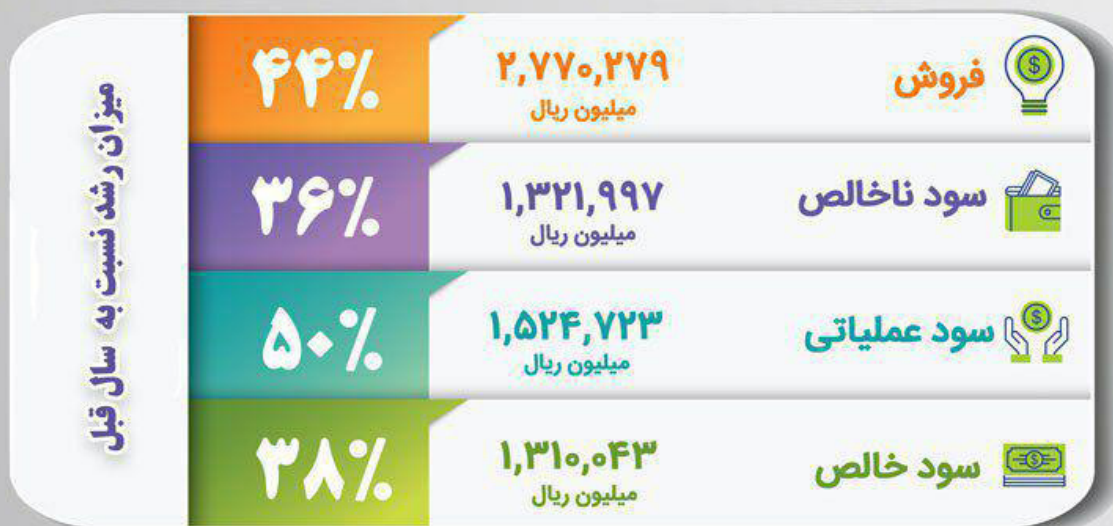 فروش
۲,۷۷۰,۲۷۹
میلیون ریال
۴۴%
سود ناخالص
۱,۳۲۱,۹۹۷
میلیون ریال
۳۶%
سود عملیاتی
۱,۵۲۴,۷۲۳
میلیون ریال
۵۰%
سود خالص
۱,۳۱۰,۰۴۳
میلیون ریال
۳۸%
میزان رشد نسبت به سال قبل